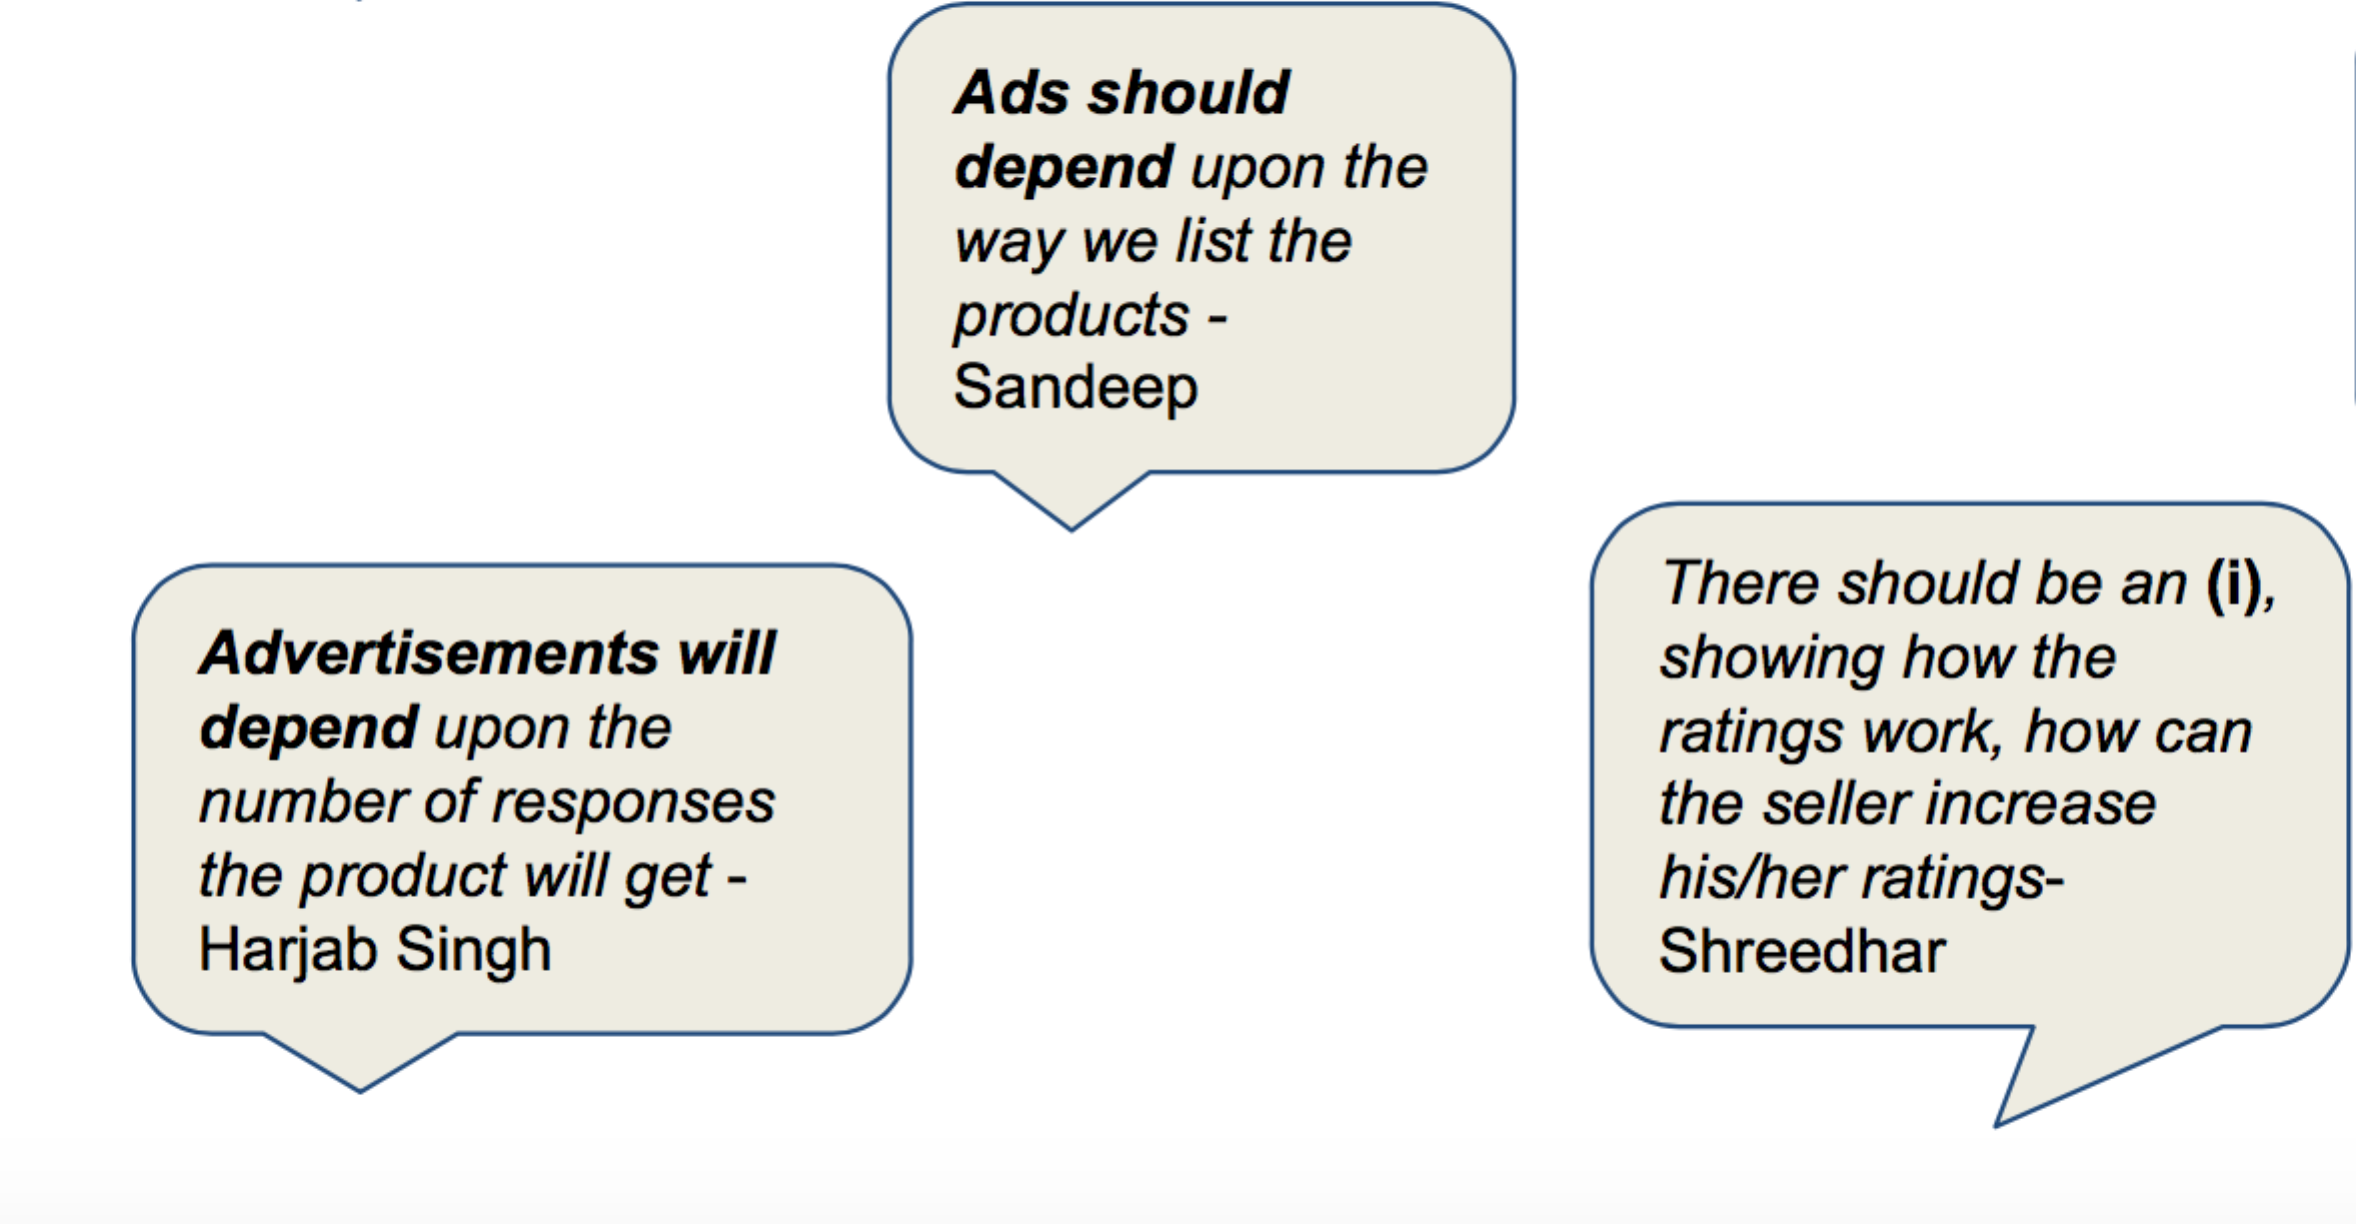 Ads should
depend upon the
way we list the
products -
Sandeep
Advertisements will
depend upon the
number of responses
the product will get -
Harjab Singh
There should be an (i),
showing how the
ratings work, how can
the seller increase
his/her ratings-
Shreedhar